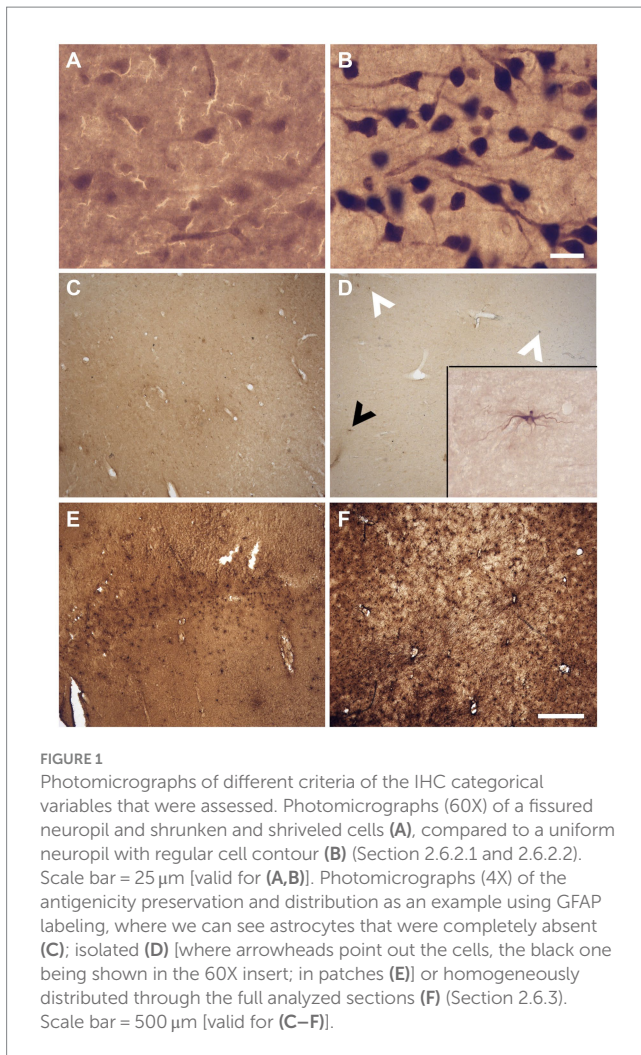 A
B
C
D
E
F
FIGURE 1
Photomicrographs of different criteria of the IHC categorical
variables that were assessed. Photomicrographs (60X) of a fissured
neuropil and shrunken and shriveled cells (A), compared to a uniform
neuropil with regular cell contour (B) (Section 2.6.2.1 and 2.6.2.2).
Scale bar = 25 μm [valid for (A,B)]. Photomicrographs (4X) of the
antigenicity preservation and distribution as an example using GFAP
labeling, where we can see astrocytes that were completely absent
(C); isolated (D) [where arrowheads point out the cells, the black one
being shown in the 60X insert; in patches (E)] or homogeneously
distributed through the full analyzed sections (F) (Section 2.6.3).
Scale bar = 500 μm [valid for (C–F)].